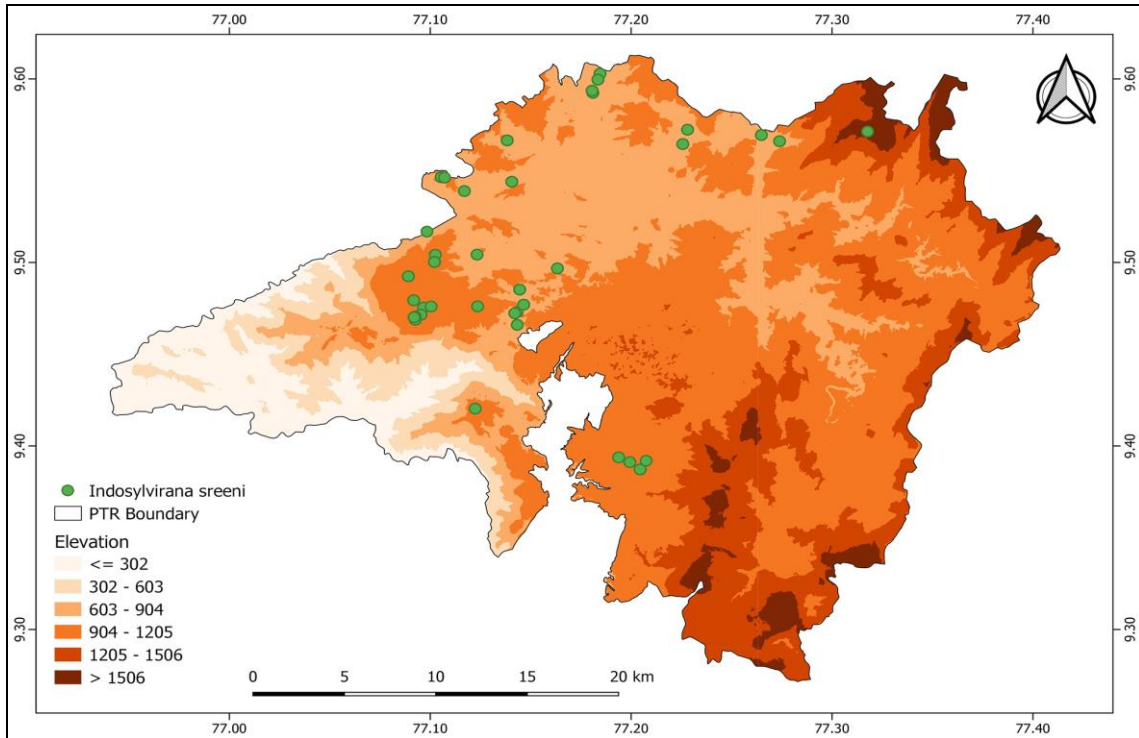 77.00 77.10 77.20 77.30 77.40
9.60 9.60
9.50 9.50
9.40 9.40
9.30 9.30
Indosylvirana sreeni
PTR Boundary
Elevation
<= 302
302 - 603
603 - 904
904 - 1205
1205 - 1506
> 1506
0 5 10 15 20 km
77.00 77.10 77.20 77.30 77.40